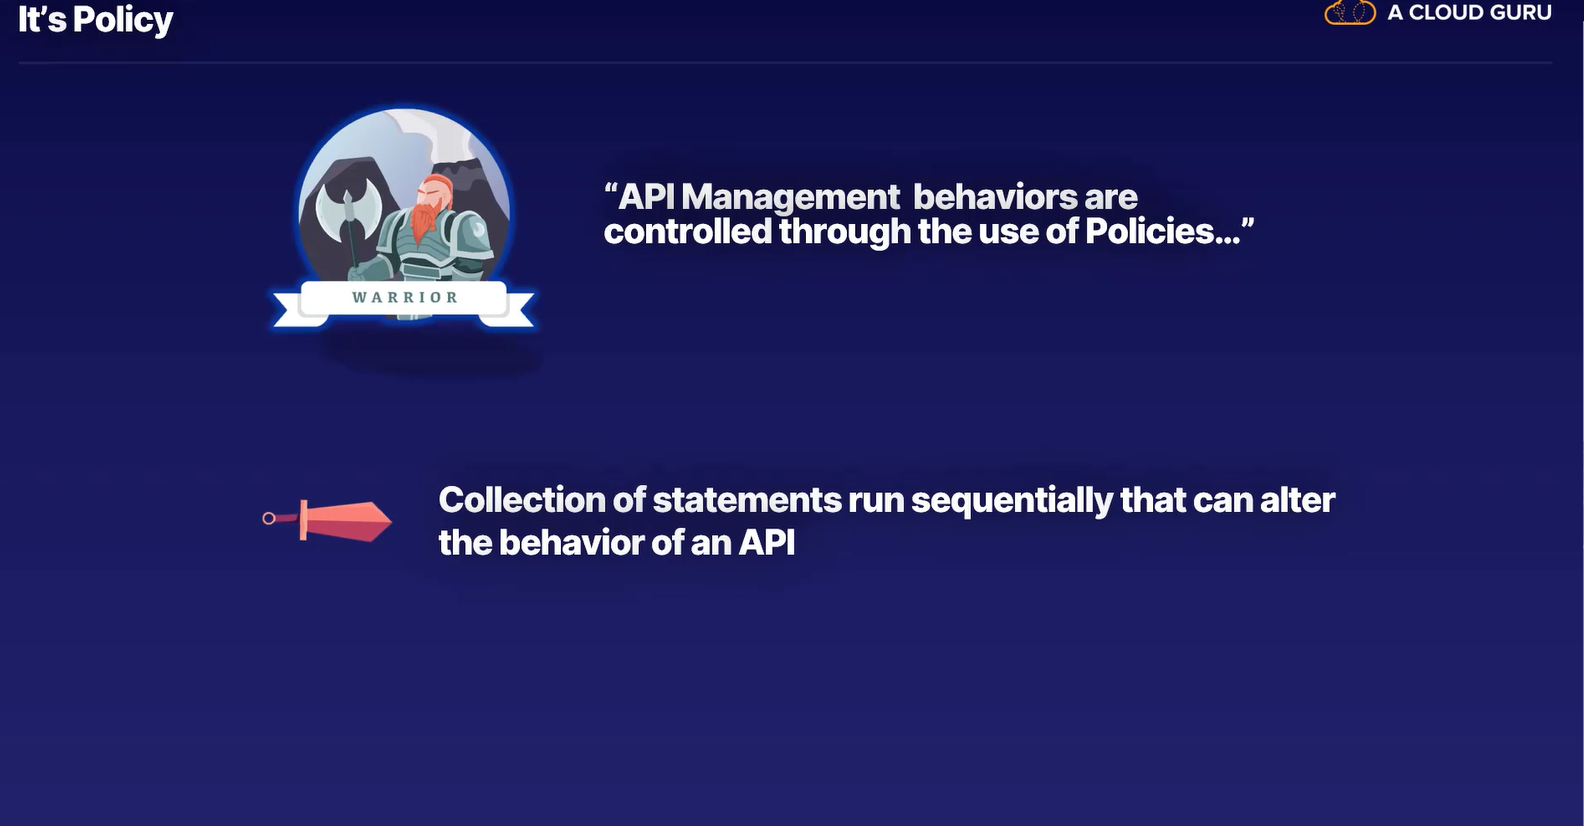 It’s Policy
A CLOUD GURU
“API Management  behaviors are
controlled through the use of Policies...”
WARRIOR
Collection of statements run sequentially that can alter
the behavior of an API